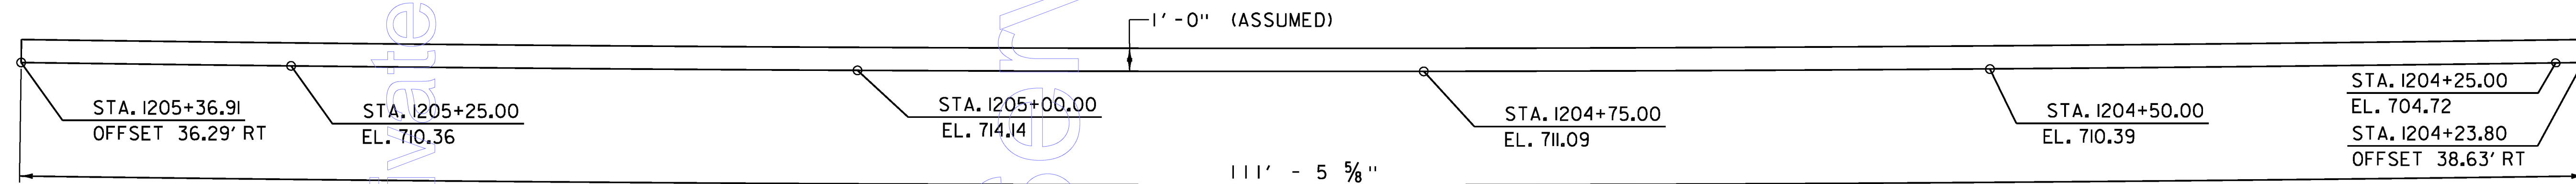 1'-0" (ASSUMED)
STA. 1205+36.91
OFFSET 36.29' RT
STA. 1205+25.00
EL. 710.36
STA. 1205+00.00
EL. 714.14
STA. 1204+75.00
EL. 711.09
STA. 1204+50.00
EL. 710.39
STA. 1204+25.00
EL. 704.72
STA. 1204+23.80
OFFSET 38.63' RT
111' - 5 ⅝"
vate
er